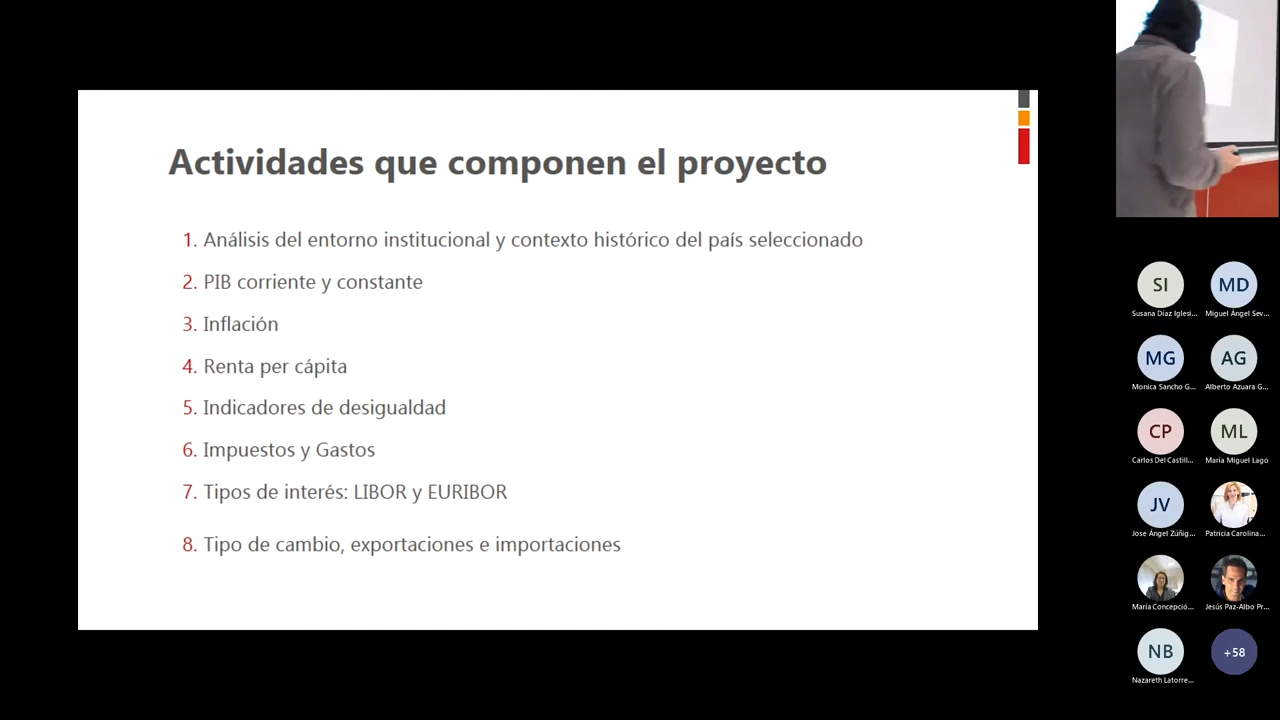 Actividades que componen el proyecto
1. Análisis del entorno institucional y contexto histórico del país seleccionado
2. PIB corriente y constante
3. Inflación
4. Renta per cápita
5. Indicadores de desigualdad
6. Impuestos y Gastos
7. Tipos de interés: LIBOR y EURIBOR
8. Tipo de cambio, exportaciones e importaciones
SI
MD
Susana Díaz Iglesi...
Miguel Ángel Sev...
MG
AG
Monica Sancho G...
Alberto Azuara G...
CP
ML
Carlos Del Castill...
María Miguel Lago
JV
Jose Ángel Zúñig...
Patricia Carolina...
María Concepció...
Jesús Paz-Albo Pr...
NB
+58
Nazareth Latorre...